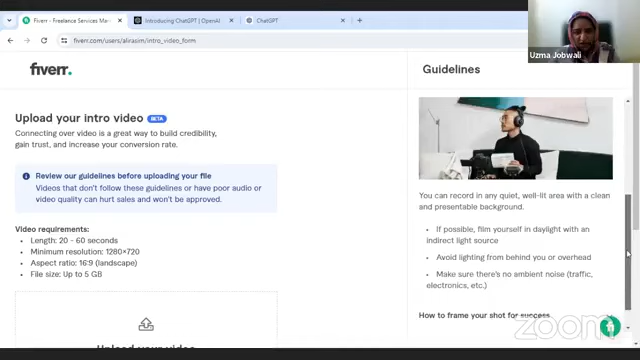 Fiverr - Freelance Services Ma
Introducing ChatGPT | OpenAI
ChatGPT
fiverr.com/users/alirasim/intro_video_form
Uzma Jobwali
fiverr.
Guidelines
Upload your intro video BETA
Connecting over video is a great way to build credibility,
gain trust, and increase your conversion rate.
Review our guidelines before uploading your file
Videos that don't follow these guidelines or have poor audio or
video quality can hurt sales and won't be approved.
Video requirements:
• Length: 20 - 60 seconds
• Minimum resolution: 1280×720
• Aspect ratio: 16:9 (landscape)
• File size: Up to 5 GB
Upload your video
You can record in any quiet, well-lit area with a clean
and presentable background.
• If possible, film yourself in daylight with an
indirect light source
• Avoid lighting from behind you or overhead
• Make sure there's no ambient noise (traffic,
electronics, etc.)
How to frame your shot for success
zoom